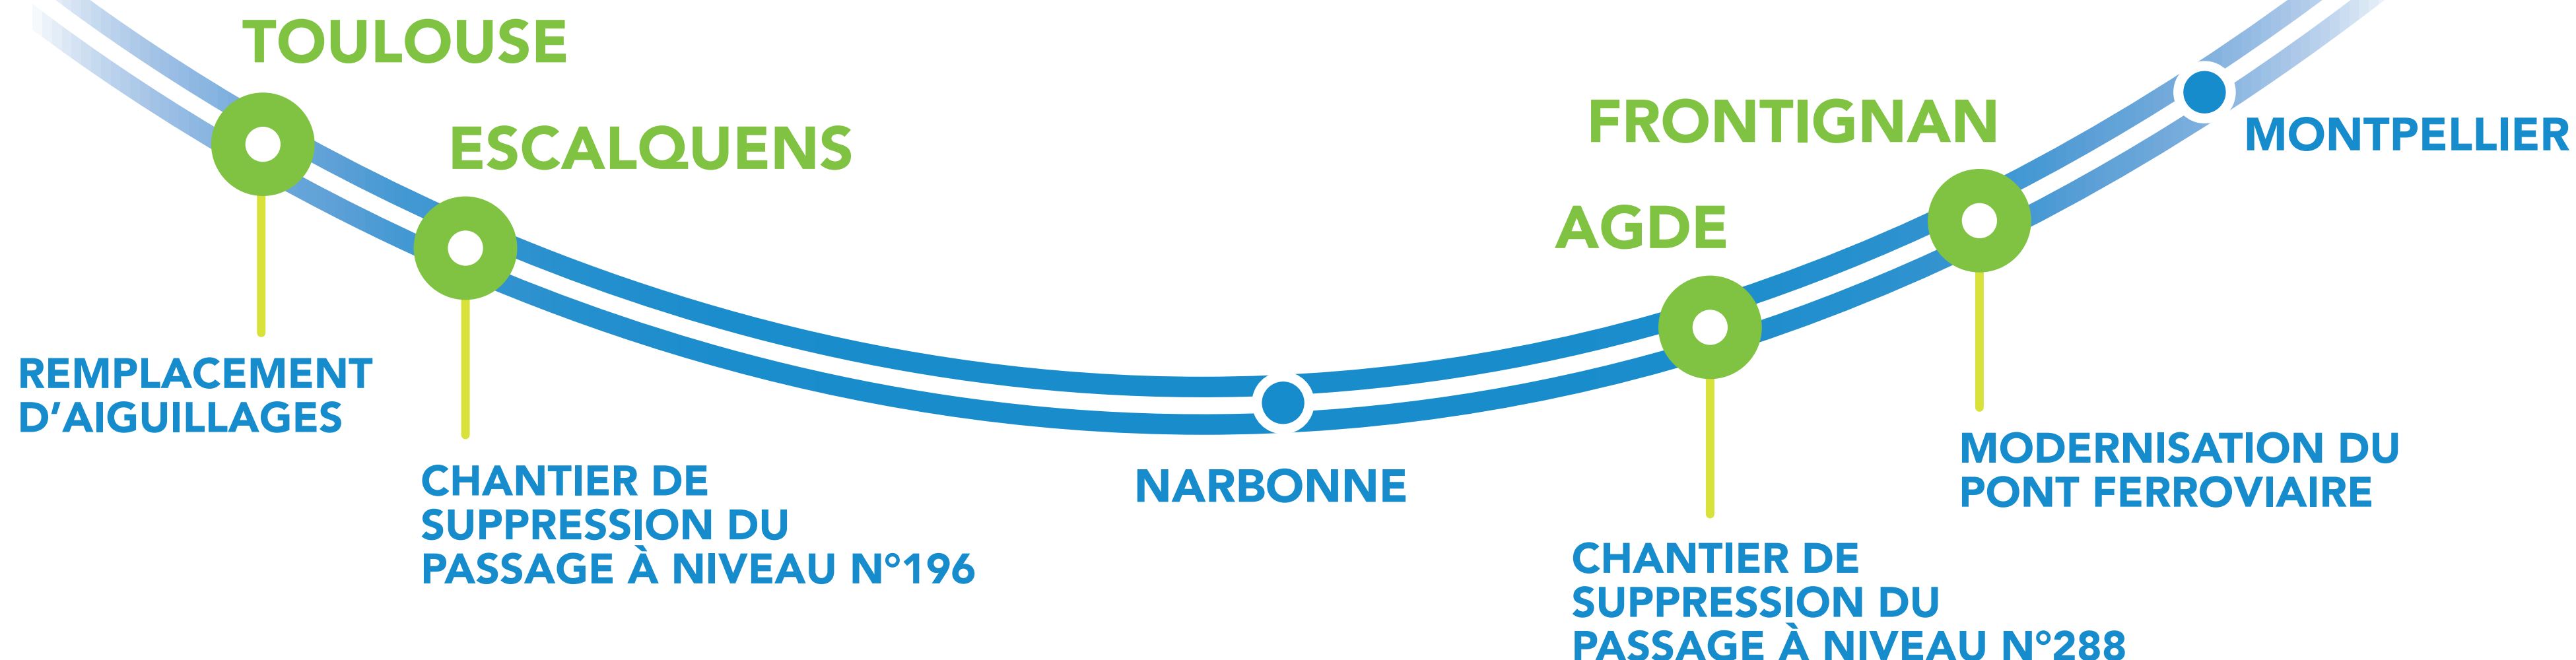 TOULOUSE
ESCALQUENS
FRONTIGNAN
MONTPELLIER
AGDE
REMPLACEMENT
D’AIGUILLAGES
CHANTIER DE
SUPPRESSION DU
PASSAGE À NIVEAU N°196
NARBONNE
MODERNISATION DU
PONT FERROVIAIRE
CHANTIER DE
SUPPRESSION DU
PASSAGE À NIVEAU N°288